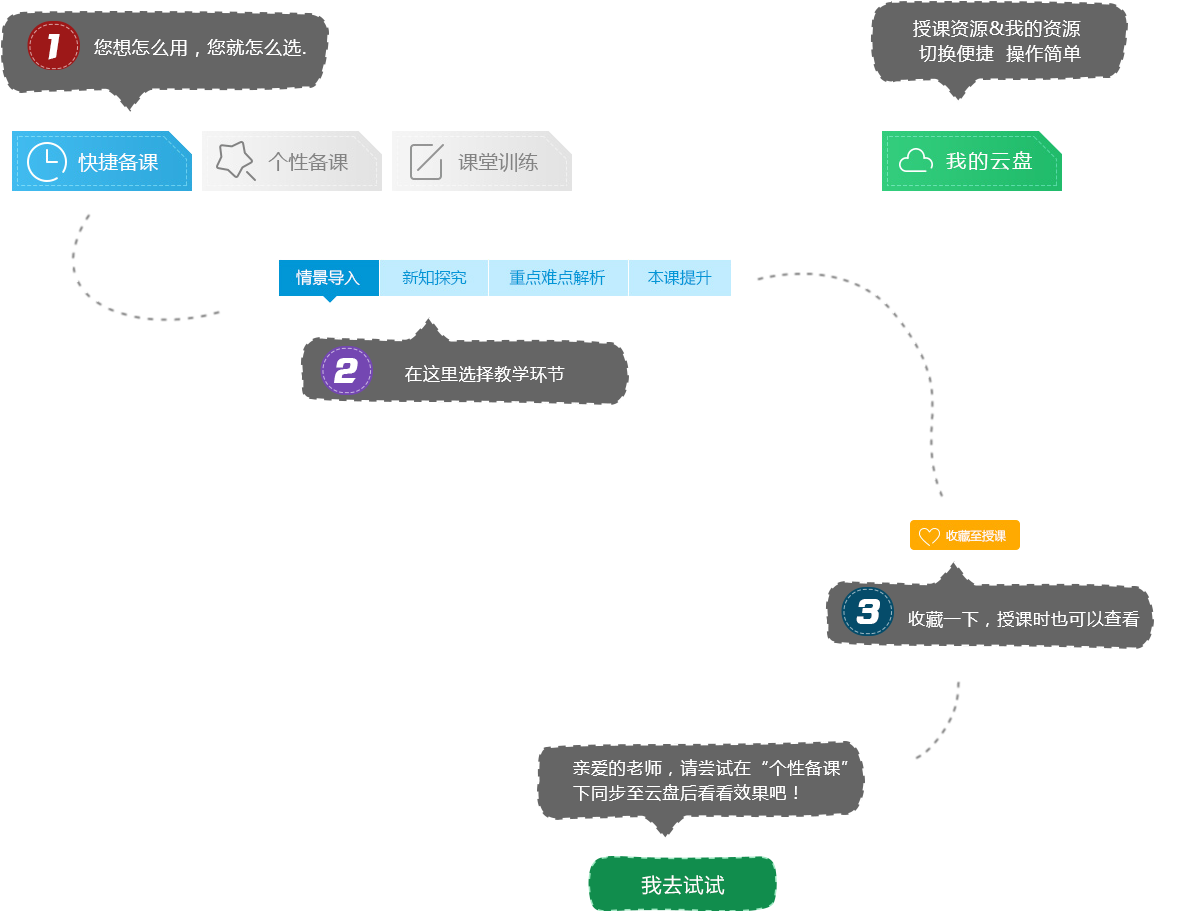 1
您想怎么用，您就怎么选.
授课资源&我的资源
切换便捷 操作简单
快捷备课
个性备课
课堂训练
我的云盘
情景导入
新知探究
重点难点解析
本课提升
2
在这里选择教学环节
收藏至授课
3
收藏一下，授课时也可以查看
亲爱的老师，请尝试在“个性备课”
下同步至云盘后看看效果吧！
我去试试